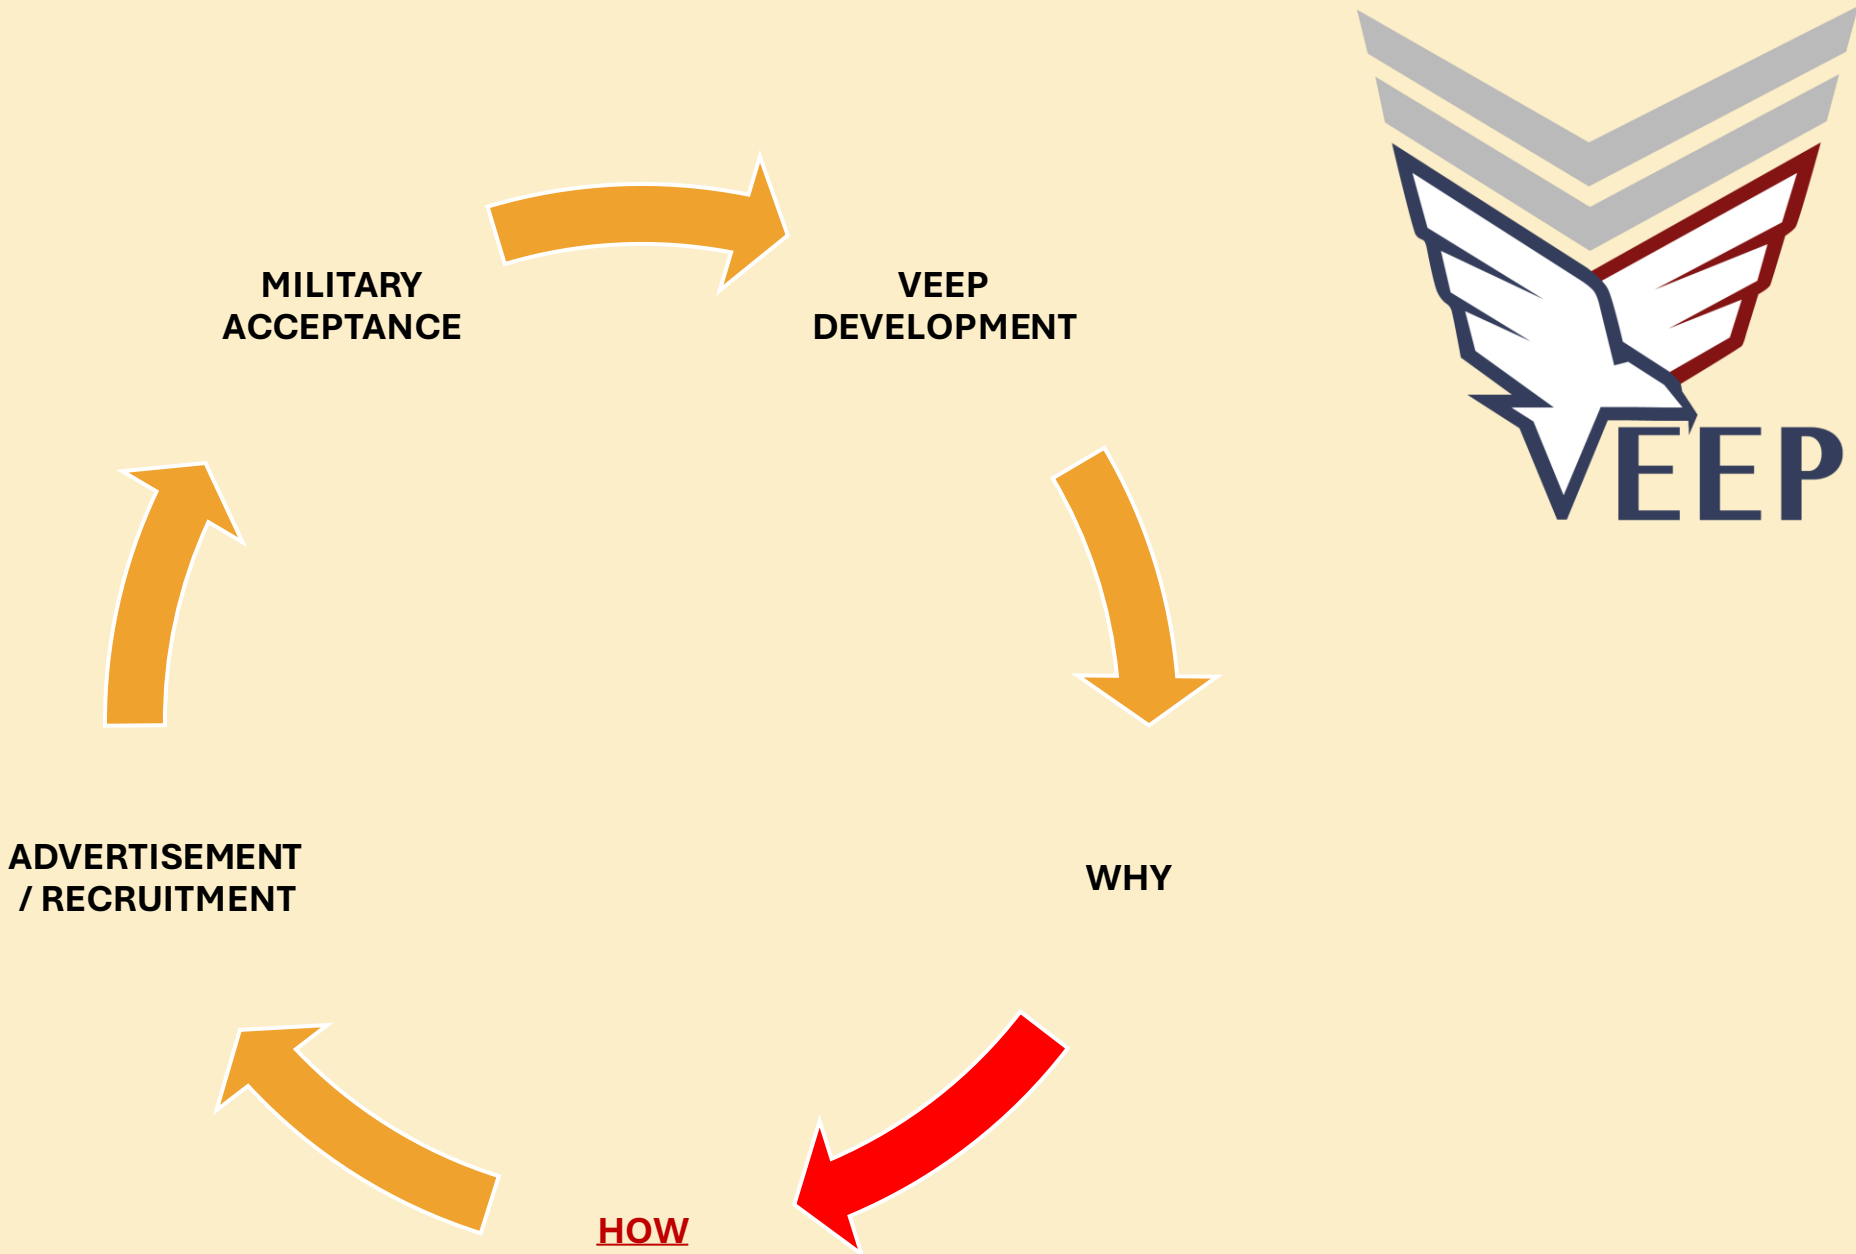 MILITARY
ACCEPTANCE
VEEP
DEVELOPMENT
VEEP
ADVERTISEMENT
/ RECRUITMENT
WHY
HOW